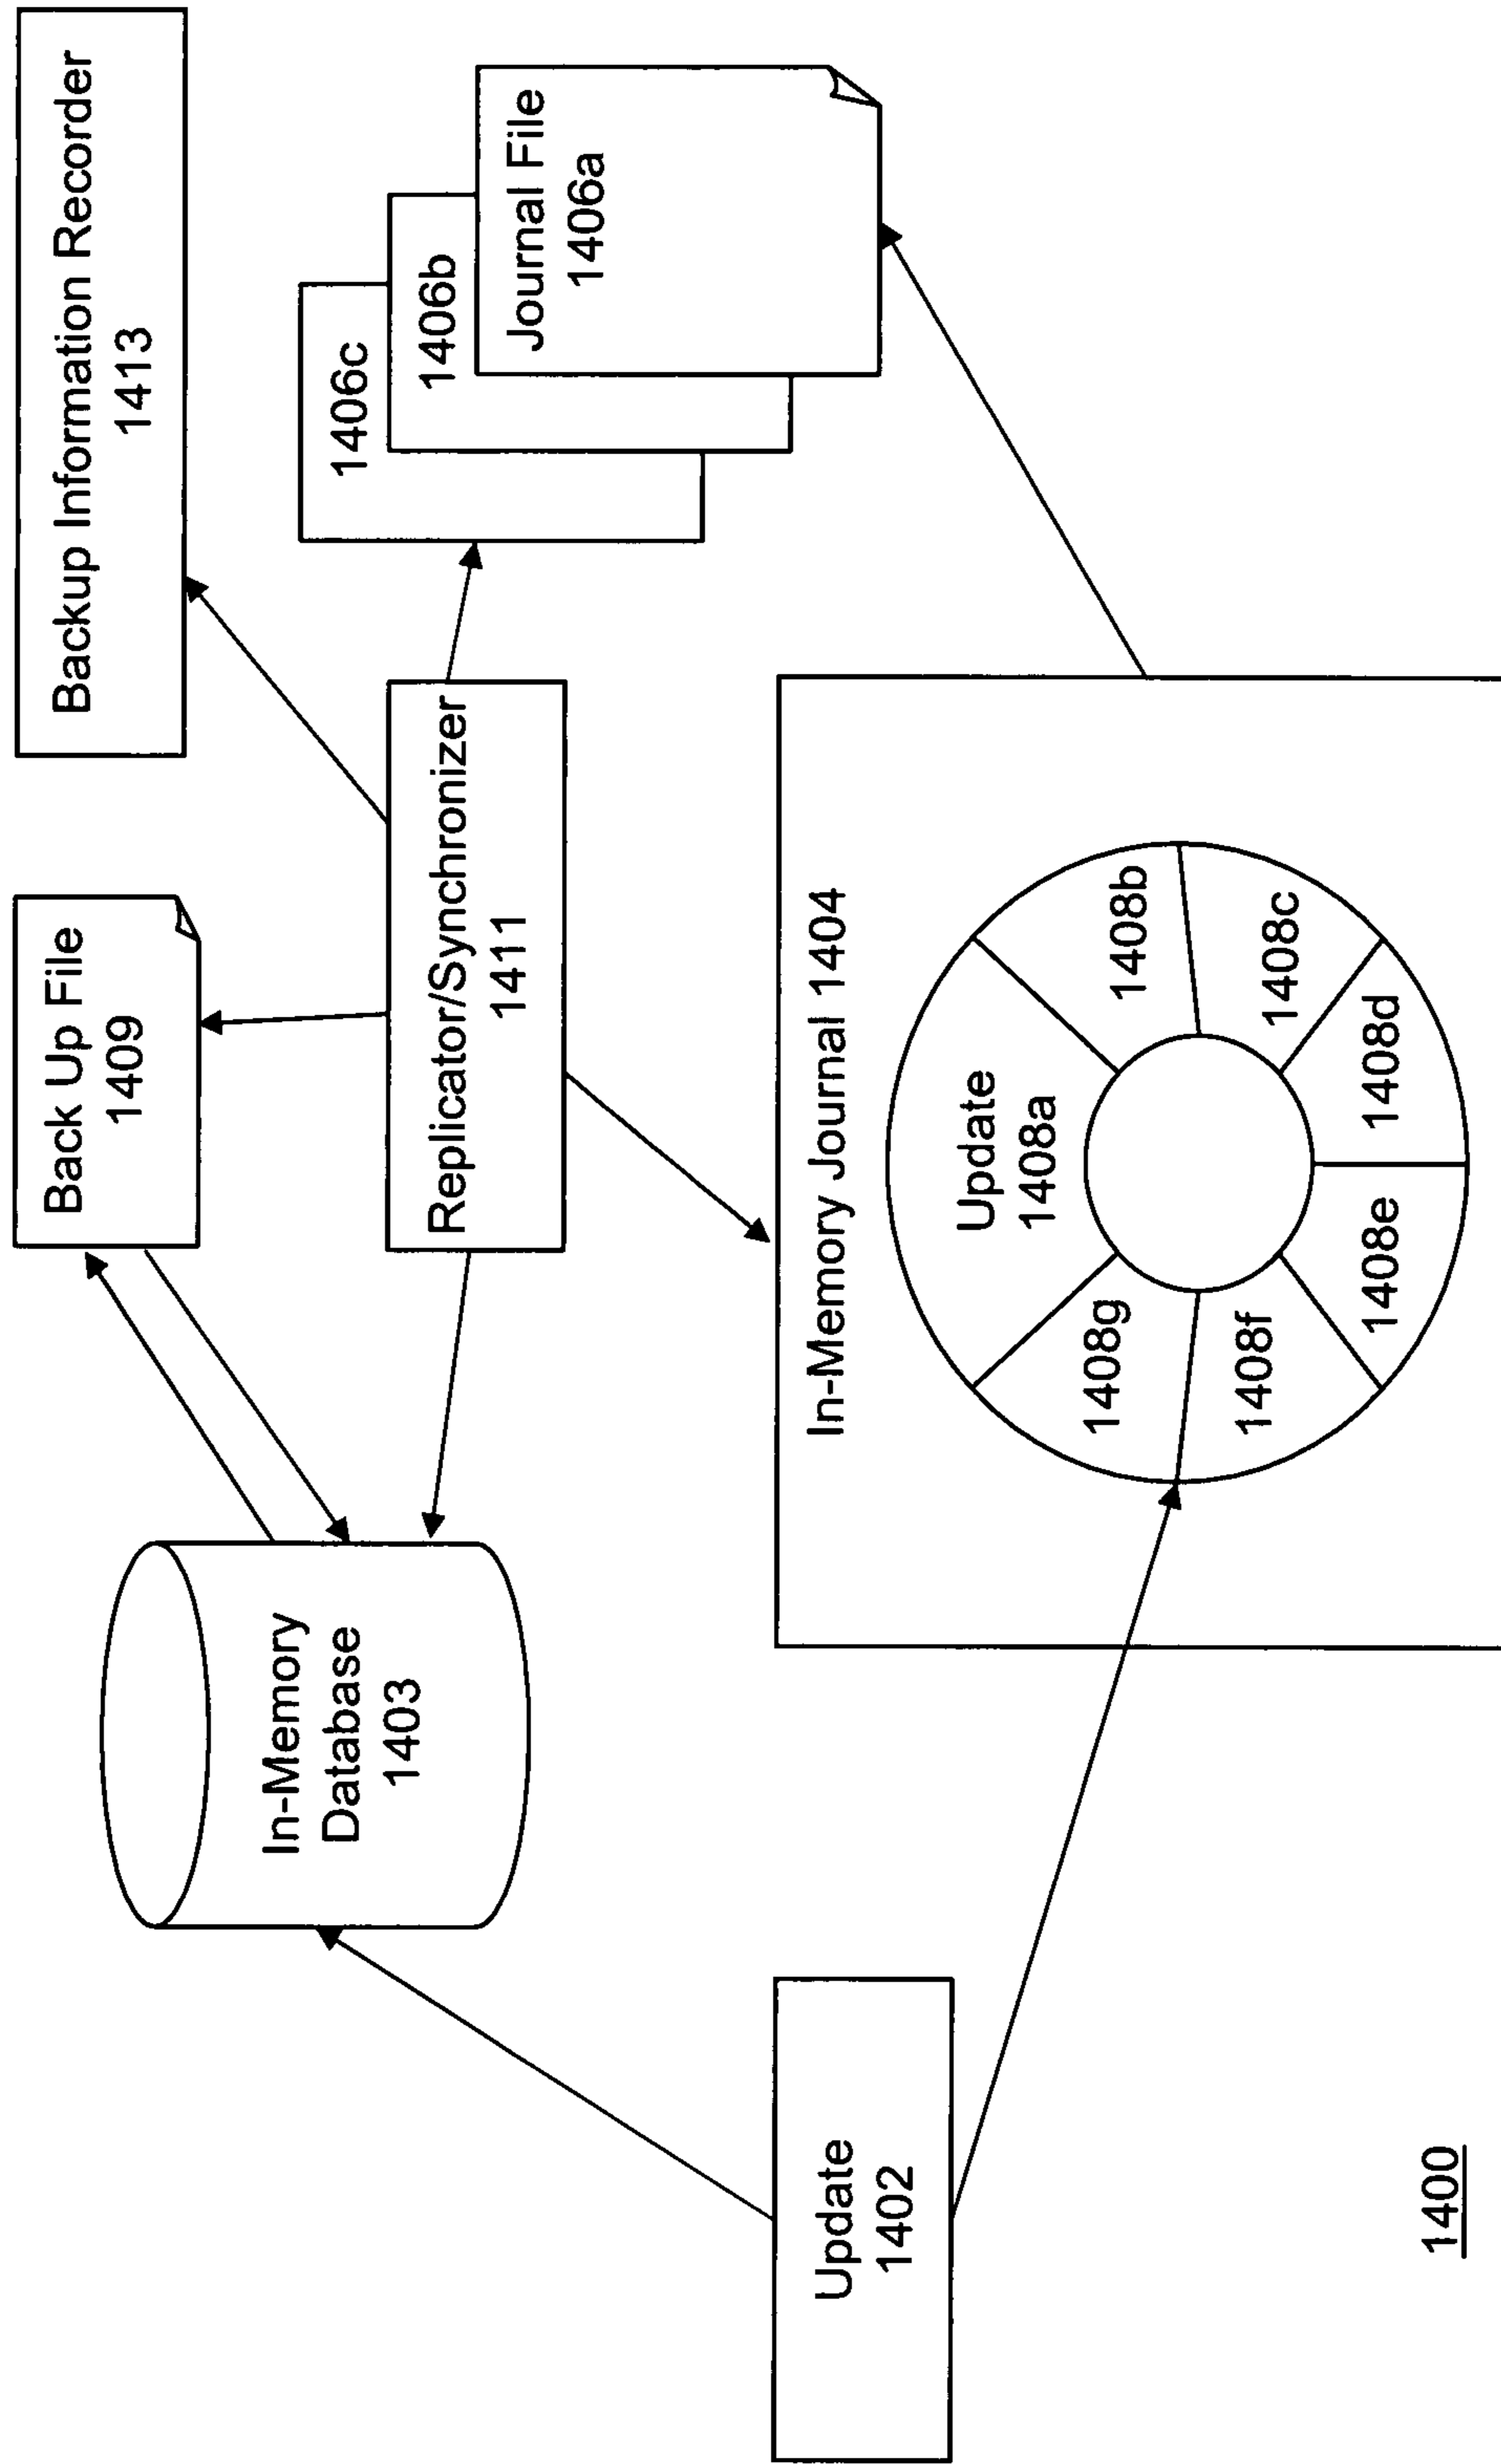 Back Up File
1409
Backup Information Recorder
1413
In-Memory
Database
1403
Replicator/Synchronizer
1411
1406c
1406b
Journal File
1406a
Update
1402
In-Memory Journal 1404
Update
1408a
1408b
1408c
1408d
1408e
1408f
1408g
1400